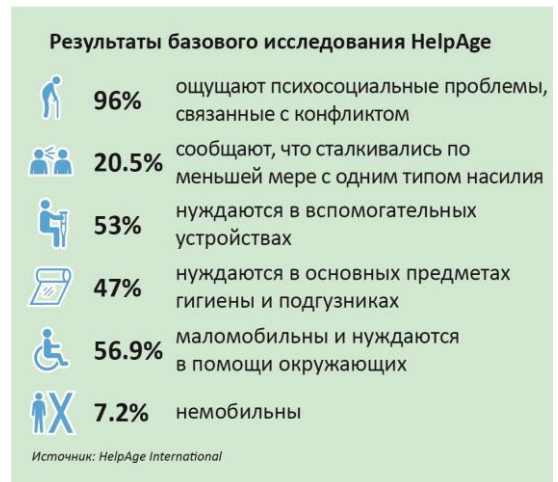 Результаты базового исследования HelpAge
96%
ощущают психосоциальные проблемы,
связанные с конфликтом
20.5%
сообщают, что сталкивались по
меньшей мере с одним типом насилия
53%
нуждаются в вспомогательных
устройствах
47%
нуждаются в основных предметах
гигиены и подгузниках
56.9%
маломобильны и нуждаются
в помощи окружающих
7.2%
немобильны
Источник: HelpAge International